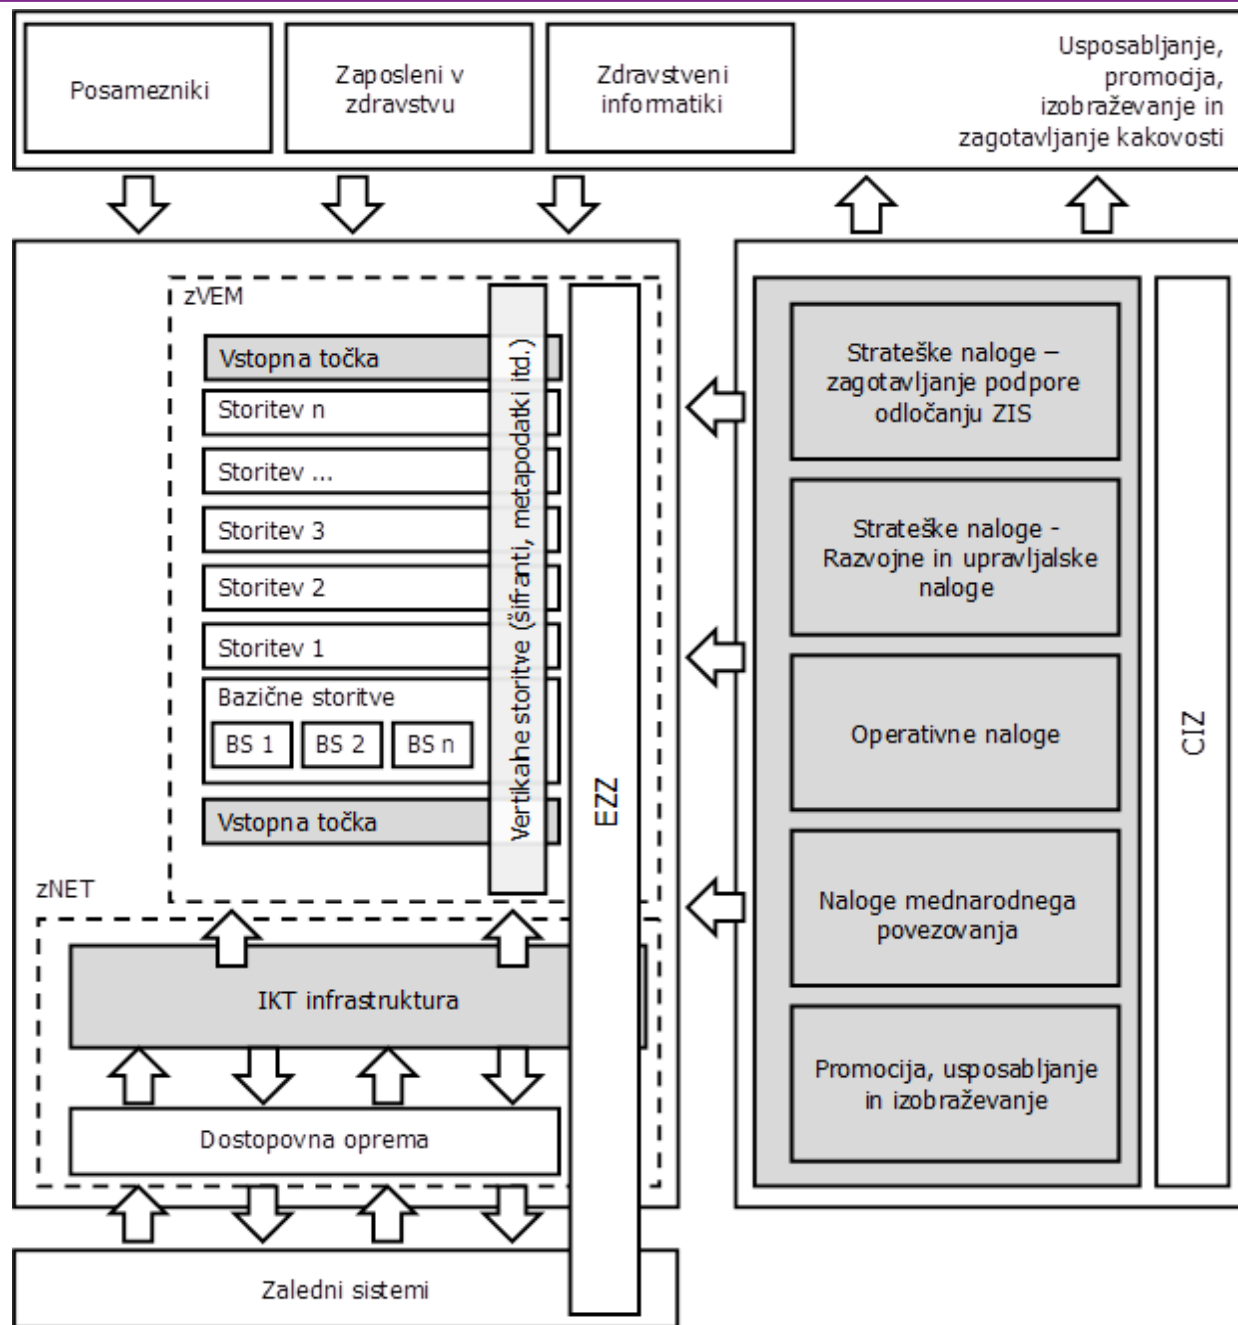 Posamezniki
Zaposleni v
zdravstvu
Zdravstveni
informatiki
Usposabljanje,
promocija,
izobraževanje in
zagotavljanje kakovosti
zVEM
Vstopna točka
Storitev n
Storitev ...
Storitev 3
Storitev 2
Storitev 1
Bazične storitve
BS 1
BS 2
BS n
Vstopna točka
Vertikalne storitve (šifranti, metapodatki itd.)
EZZ
zNET
IKT infrastruktura
Dostopovna oprema
Zaledni sistemi
Strateške naloge –
zagotavljanje podpore
odločanju ZIS
Strateške naloge -
Razvojne in upravljalske
naloge
Operativne naloge
Naloge mednarodnega
povezovanja
Promocija, usposabljanje
in izobraževanje
CIZ